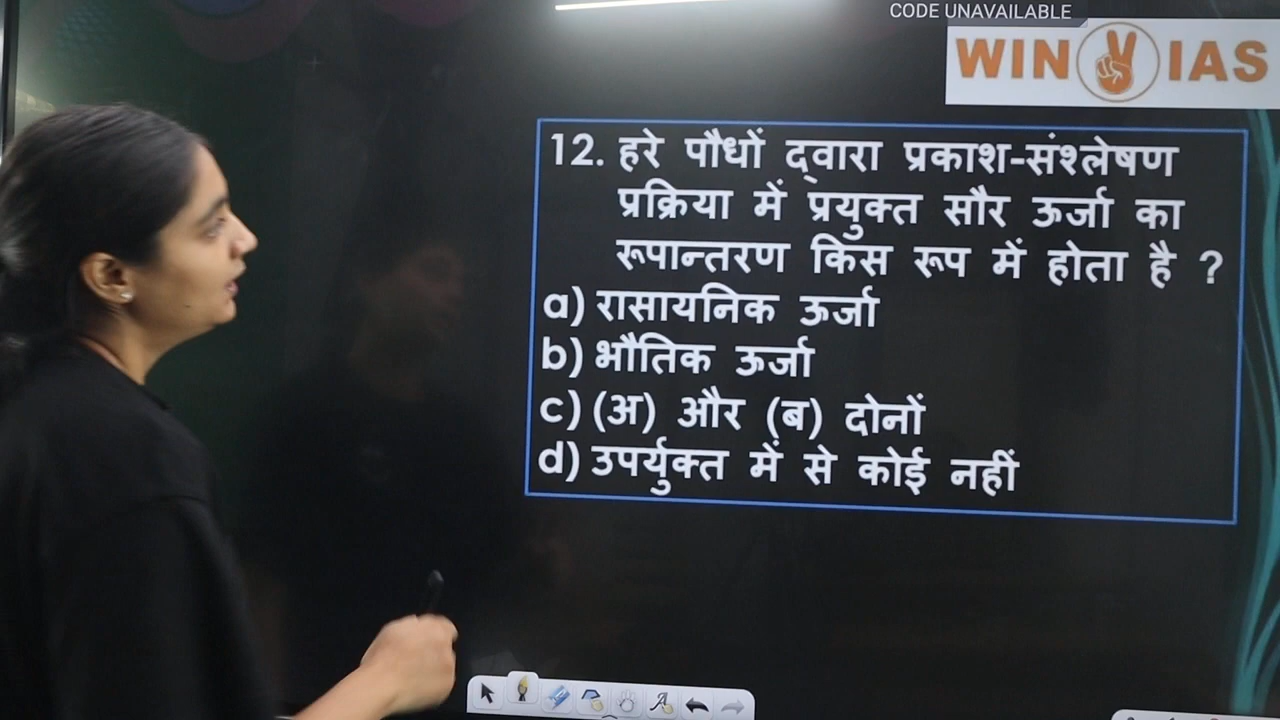 CODE UNAVAILABLE
WIN IAS
12. हरे पौधों द्वारा प्रकाश-संश्लेषण
प्रक्रिया में प्रयुक्त सौर ऊर्जा का
रूपान्तरण किस रूप में होता है ?
a) रासायनिक ऊर्जा
b) भौतिक ऊर्जा
c) (अ) और (ब) दोनों
d) उपर्युक्त में से कोई नहीं